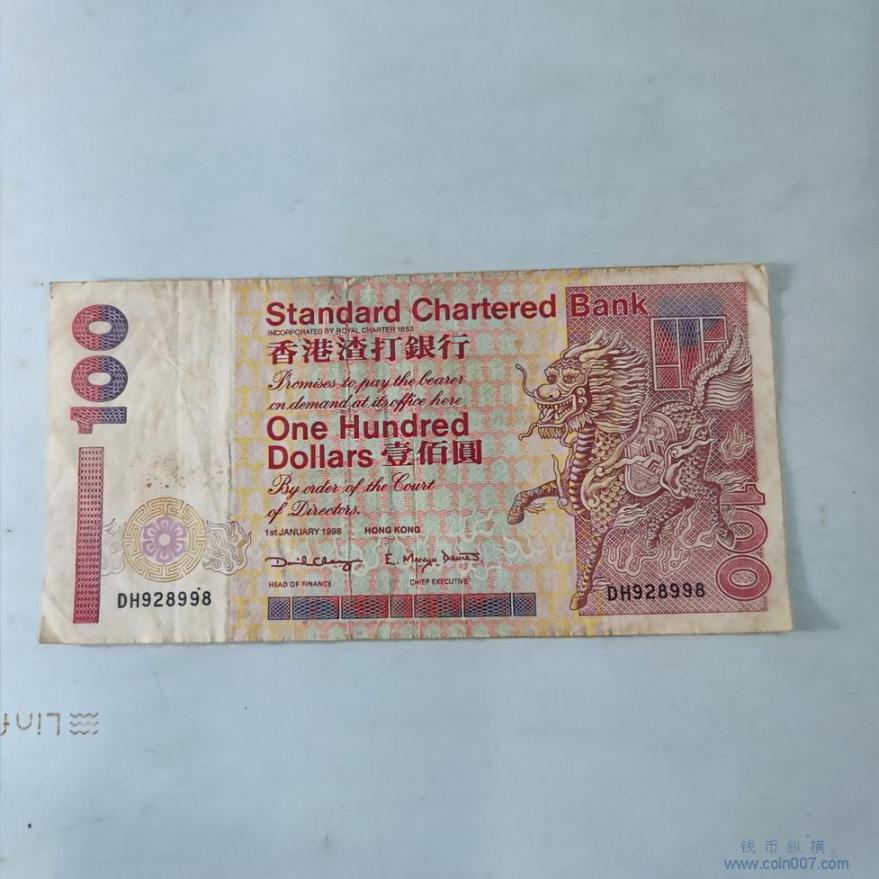 100
Standard Chartered Bank
INCORPORATED BY ROYAL CHARTER 1853
香港渣打銀行
Promises to pay the bearer
on demand at its office here
One Hundred
Dollars 壹佰圓
By order of the Court
of Directors.
1st JANUARY 1998 HONG KONG
HEAD OF FINANCE CHIEF EXECUTIVE
DH928998
DH928998
100
钱币纵横
www.coin007.com